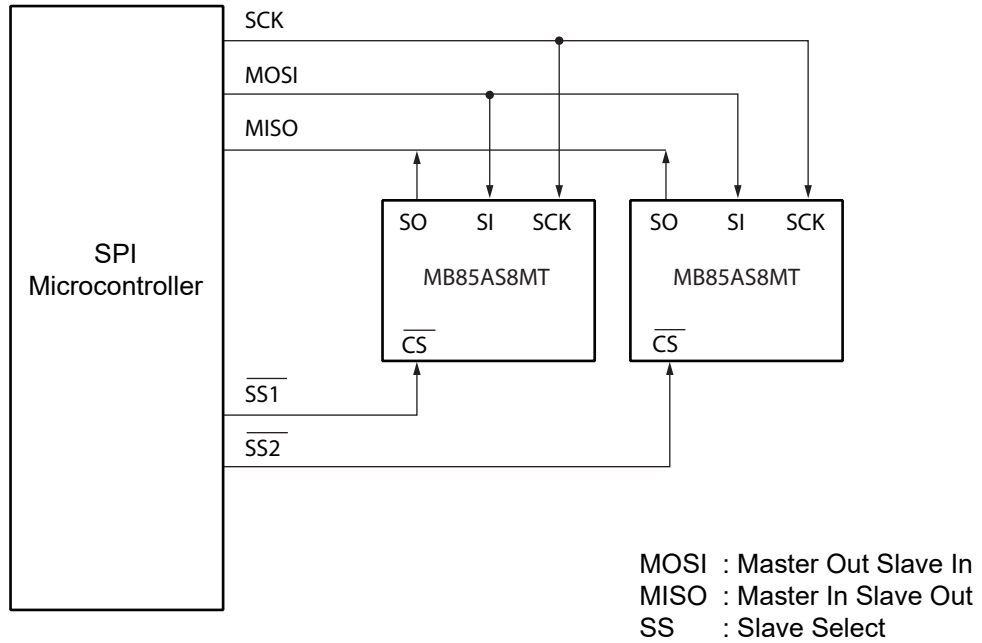 SCK
MOSI
MISO
SO SI SCK
SO SI SCK
SPI
Microcontroller
MB85AS8MT
MB85AS8MT
CS
CS
SS1
SS2
MOSI : Master Out Slave In
MISO : Master In Slave Out
SS : Slave Select